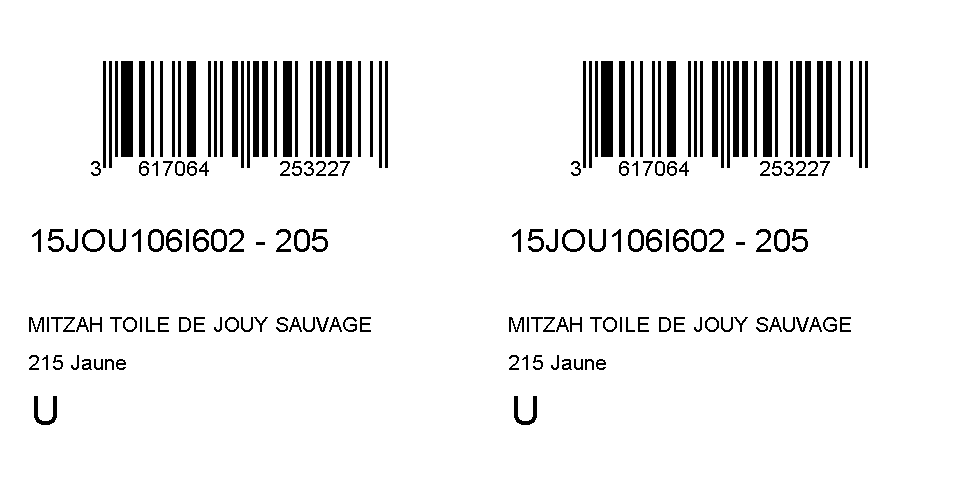 3 617064 253227
15JOU106I602 - 205
MITZAH TOILE DE JOUY SAUVAGE
215 Jaune
U
3 617064 253227
15JOU106I602 - 205
MITZAH TOILE DE JOUY SAUVAGE
215 Jaune
U